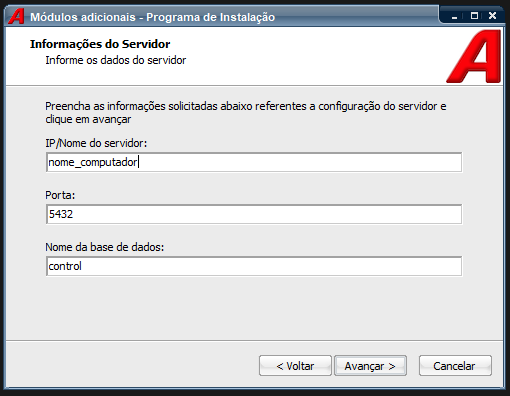 Módulos adicionais - Programa de Instalação
Informações do Servidor
Informe os dados do servidor
Preencha as informações solicitadas abaixo referentes a configuração do servidor e
clique em avançar
IP/Nome do servidor:
nome_computador
Porta:
5432
Nome da base de dados:
control
< Voltar
Avançar >
Cancelar